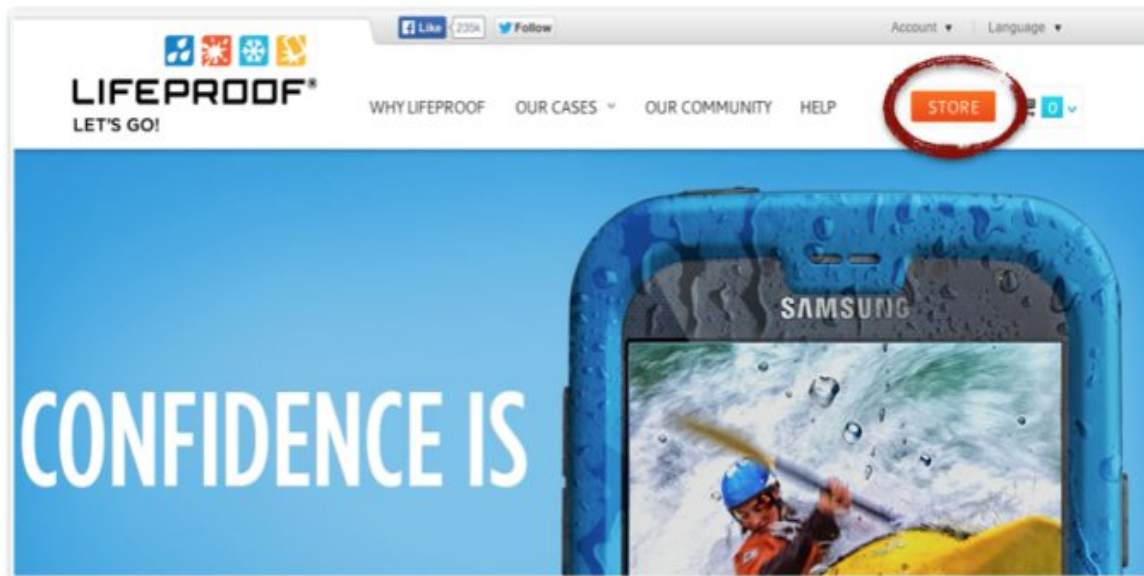 Like 235k Follow Account Language
LIFEPROOF®
LET'S GO!
WHY LIFEPROOF OUR CASES OUR COMMUNITY HELP STORE 0
SAMSUNG
CONFIDENCE IS